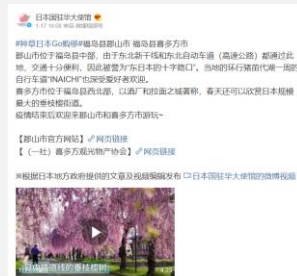 日本国驻华大使馆
#种草日本Go购够#福岛县郡山市 福岛县喜多方市
郡山市位于福岛县中部，由于东北新干线和东北自动车道（高速公路）都通过此
地，交通十分便利，因此被誉为“东日本的十字路口”。当地的环行猪苗代湖一周的
自行车道“INAICHI”也深受爱好者欢迎。
喜多方市位于福岛县西北部，以酒厂和拉面之城著称，春天还可以欣赏日本规模
最大的垂枝樱街道。
疫情结束后欢迎来郡山市和喜多方市游玩~
【郡山市官方网站】 网页链接
【（一社）喜多方观光物产协会】 网页链接
※根据日本地方政府提供的文章及视频编辑发布 日本国驻华大使馆的微博视频
4:25